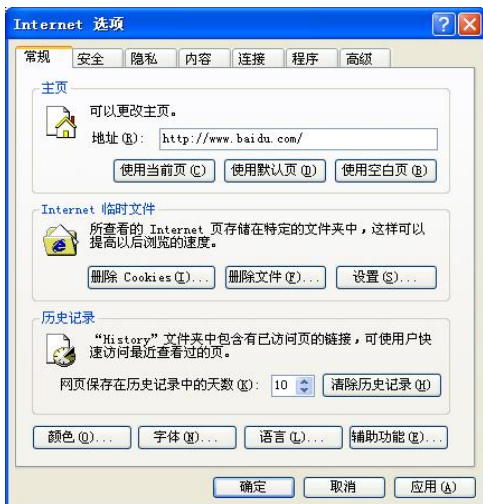 Internet 选项
常规 安全 隐私 内容 连接 程序 高级
主页
可以更改主页。
地址(R): http://www.baidu.com/
使用当前页(C) 使用默认页(D) 使用空白页(B)
Internet 临时文件
所查看的 Internet 页存储在特定的文件夹中，这样可以
提高以后浏览的速度。
删除 Cookies(I)... 删除文件(F)... 设置(S)...
历史记录
“History”文件夹中包含有已访问页的链接，可使用户快
速访问最近查看过的页。
网页保存在历史记录中的天数(K): 10 清除历史记录(H)
颜色(O)... 字体(N)... 语言(L)... 辅助功能(E)...
确定 取消 应用(A)